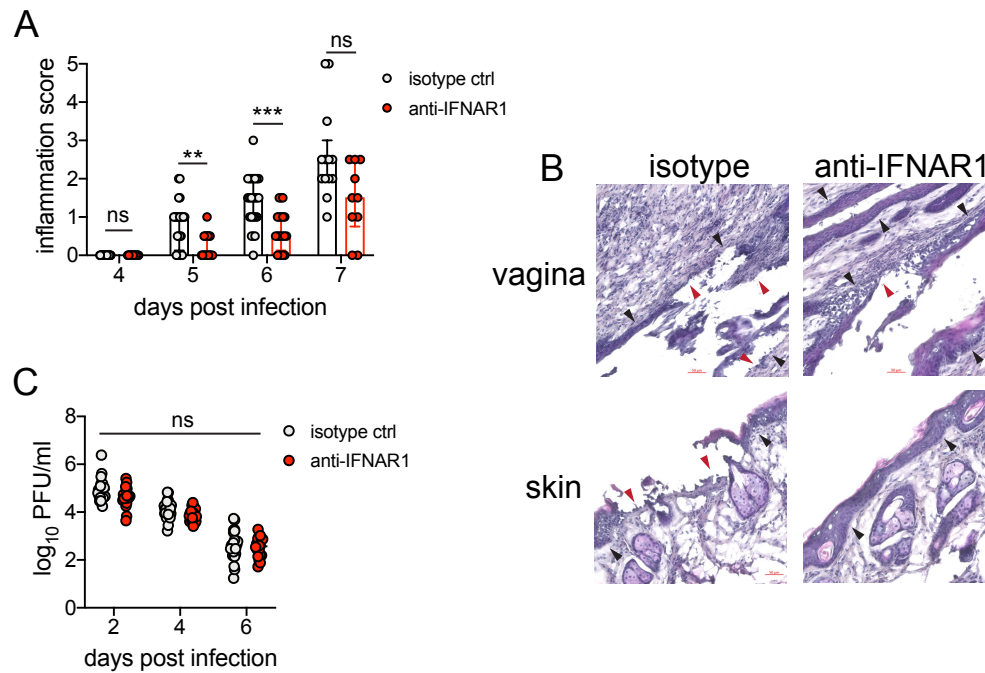 A
inflammation score
5
4
3
2
1
0
ns
**
***
ns
4
5
6
7
days post infection
isotype ctrl
anti-IFNAR1
B
isotype
anti-IFNAR1
vagina
skin
C
log10 PFU/ml
8
6
4
2
0
ns
2
4
6
days post infection
isotype ctrl
anti-IFNAR1